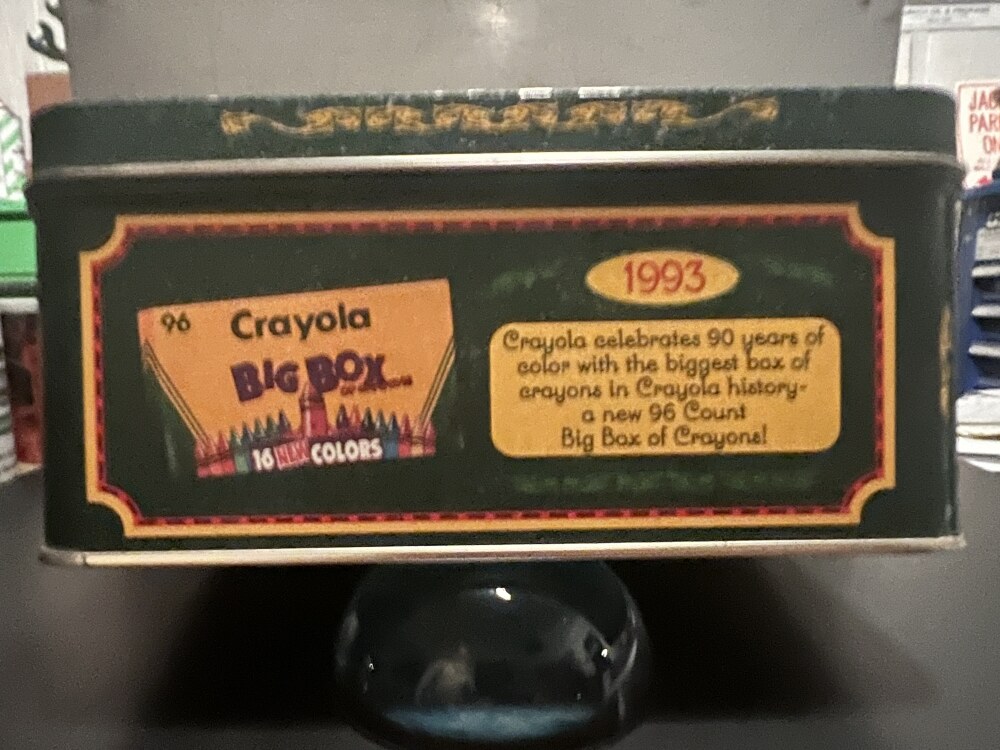 1993
96 Crayola
BIG BOX
16 NEW COLORS
Crayola celebrates 90 years of
color with the biggest box of
crayons in Crayola history-
a new 96 Count
Big Box of Crayons!